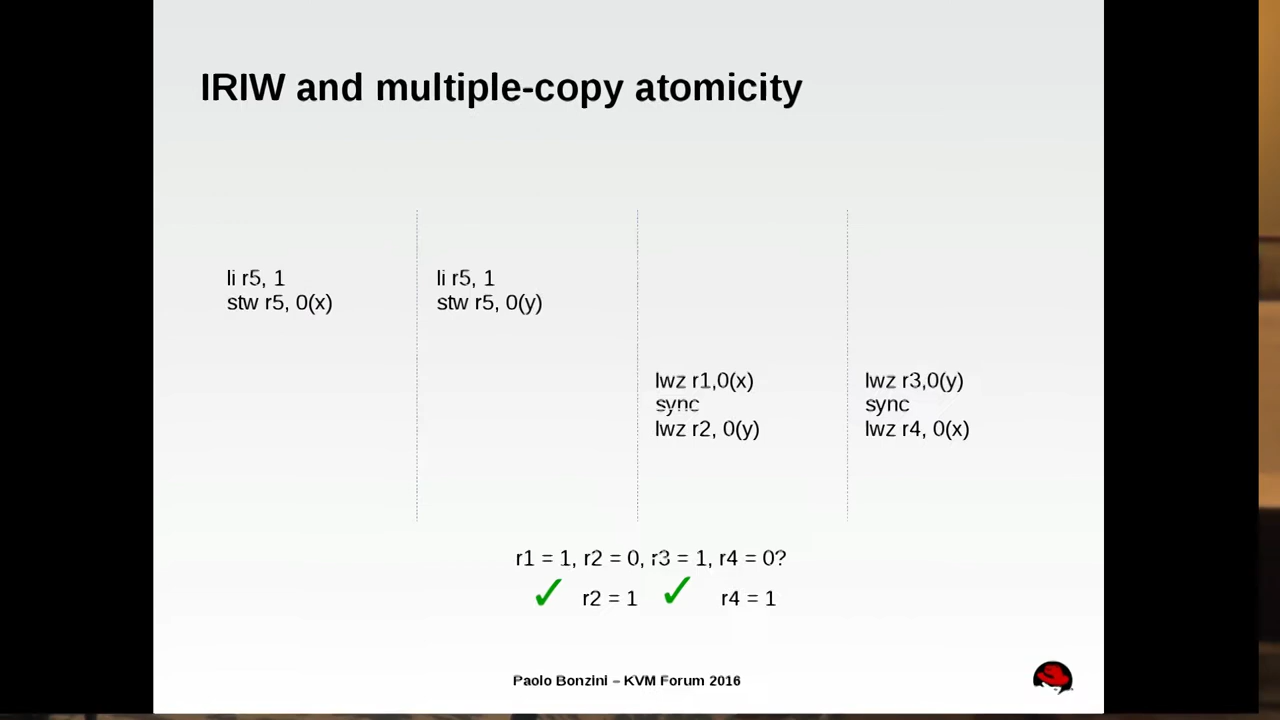 IRIW and multiple-copy atomicity
li r5, 1
stw r5, 0(x)
li r5, 1
stw r5, 0(y)
lwz r1,0(x)
sync
lwz r2, 0(y)
lwz r3,0(y)
sync
lwz r4, 0(x)
r1 = 1, r2 = 0, r3 = 1, r4 = 0?
✓ r2 = 1 ✓ r4 = 1
Paolo Bonzini – KVM Forum 2016